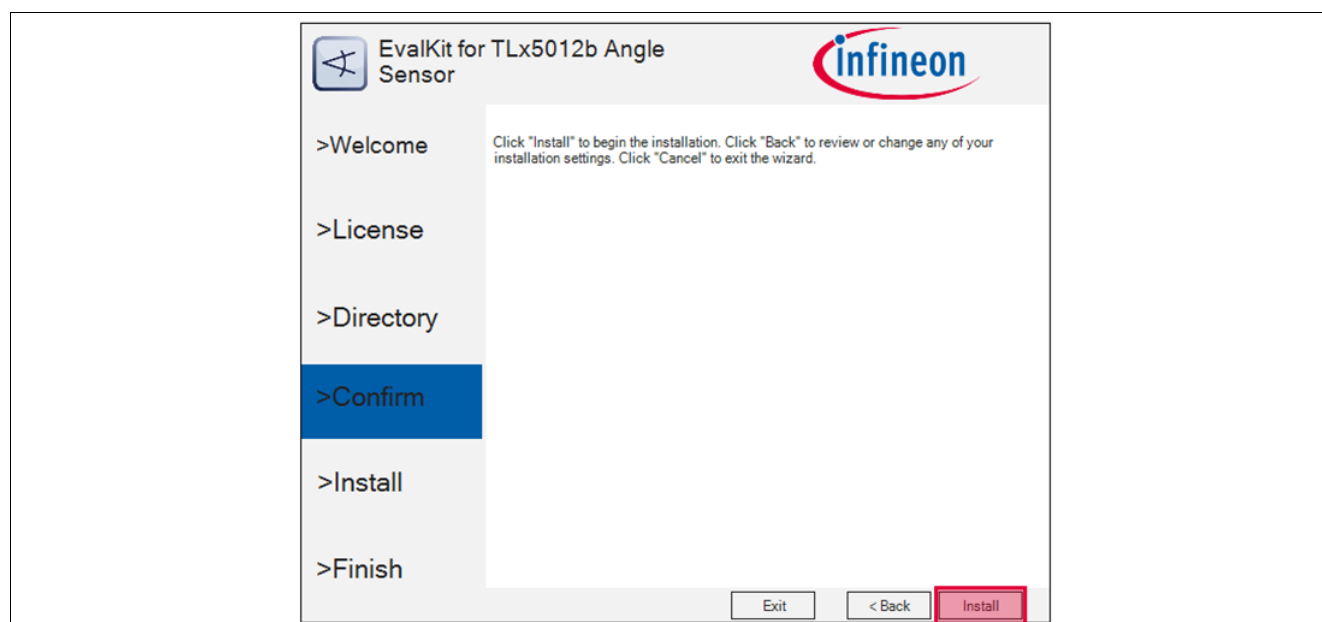 EvalKit for TLx5012b Angle
Sensor
infineon
>Welcome
Click "Install" to begin the installation. Click "Back" to review or change any of your
installation settings. Click "Cancel" to exit the wizard.
>License
>Directory
>Confirm
>Install
>Finish
Exit
< Back
Install